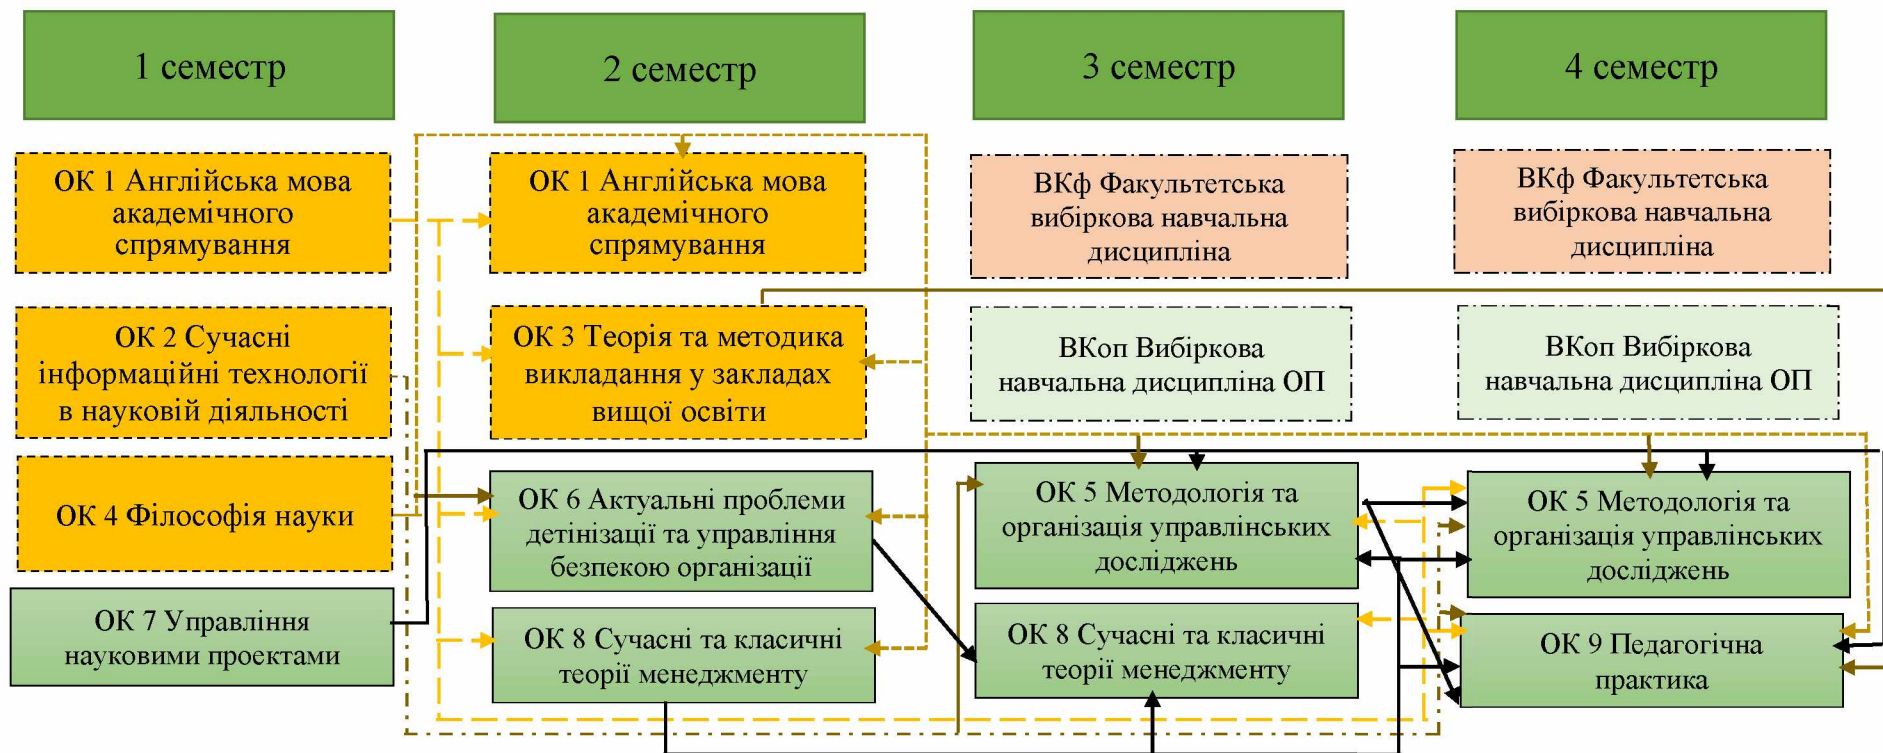 1 семестр
2 семестр
3 семестр
4 семестр
ОК 1 Англійська мова
академічного
спрямування
ОК 1 Англійська мова
академічного
спрямування
ВКф Факультетська
вибіркова навчальна
дисципліна
ВКф Факультетська
вибіркова навчальна
дисципліна
ОК 2 Сучасні
інформаційні технології
в науковій діяльності
ОК 3 Теорія та методика
викладання у закладах
вищої освіти
ВКоп Вибіркова
навчальна дисципліна ОП
ВКоп Вибіркова
навчальна дисципліна ОП
ОК 4 Філософія науки
ОК 6 Актуальні проблеми
детінізації та управління
безпекою організації
ОК 5 Методологія та
організація управлінських
досліджень
ОК 5 Методологія та
організація управлінських
досліджень
ОК 7 Управління
науковими проектами
ОК 8 Сучасні та класичні
теорії менеджменту
ОК 8 Сучасні та класичні
теорії менеджменту
ОК 9 Педагогічна
практика